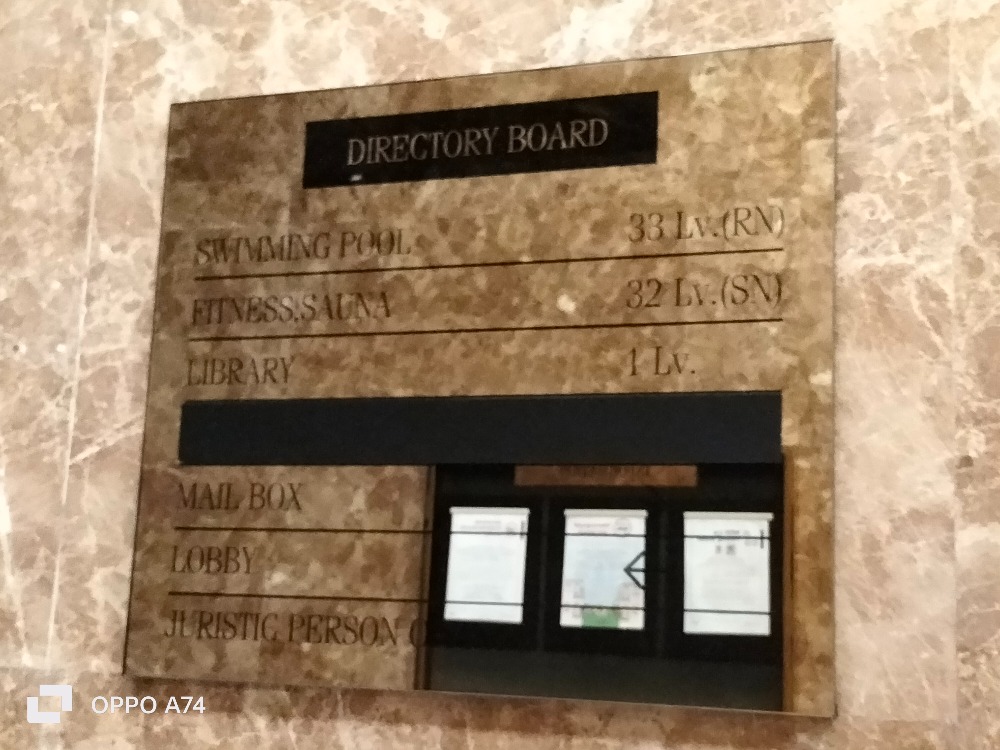 DIRECTORY BOARD
SWIMMING POOL 33 Lv.(RN)
FITNESS:SAUNA 32 Lv.(SN)
LIBRARY 1 Lv.
MAIL BOX
LOBBY
JURISTIC PERSON
OPPO A74